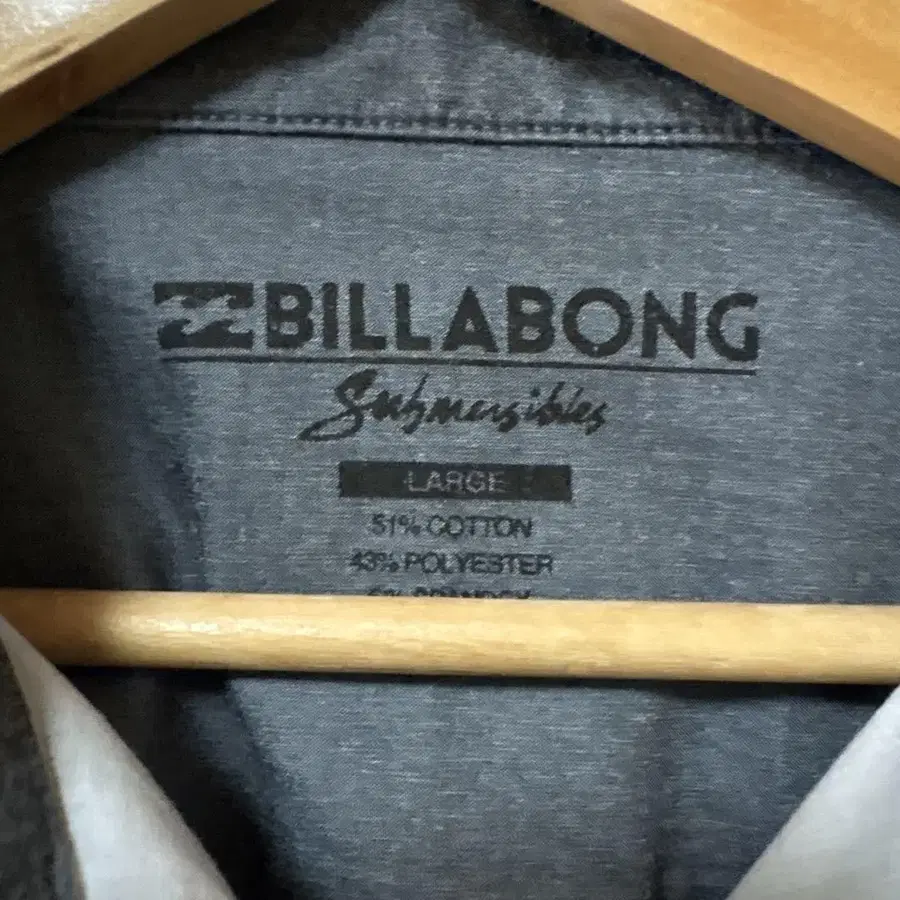 BILLABONG
Submersibles
LARGE
51% COTTON
43% POLYESTER